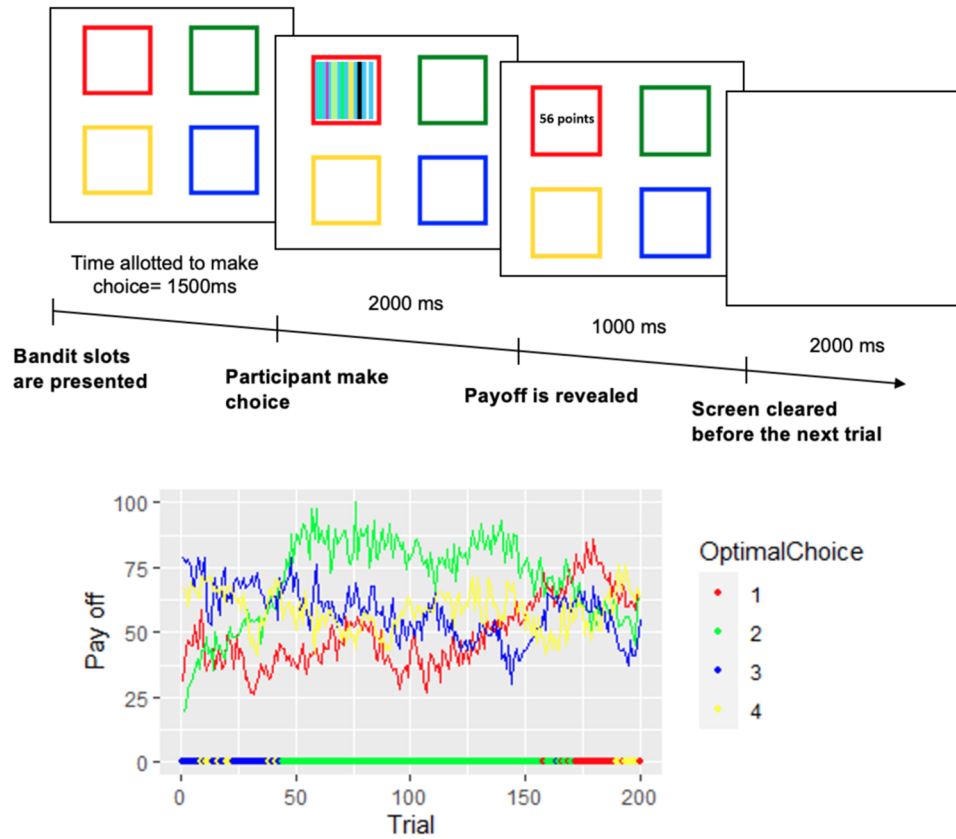 56 points
Time allotted to make
choice= 1500ms
2000 ms
1000 ms
2000 ms
Bandit slots
are presented
Participant make
choice
Payoff is revealed
Screen cleared
before the next trial
Pay off
100
75
50
25
0
0
50
100
150
200
Trial
OptimalChoice
1
2
3
4